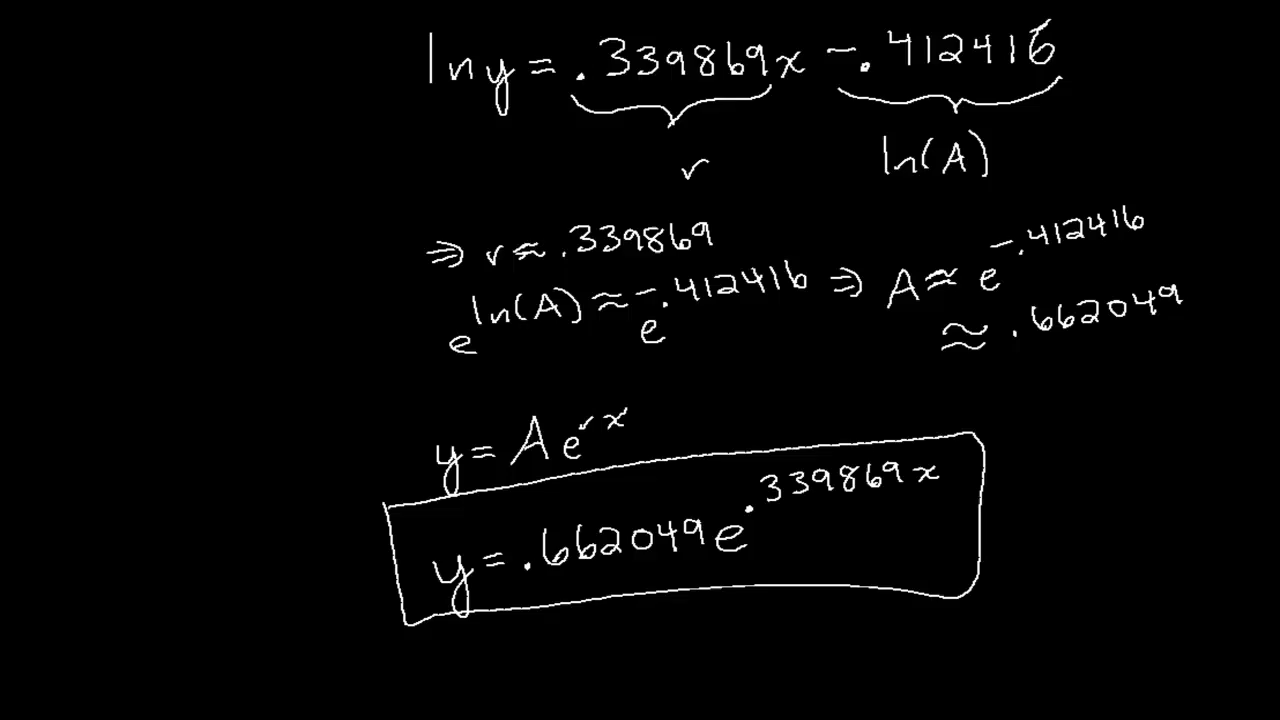 ln y = .339869x -.412416
r ln(A)
⇒ r ≈ .339869
e^ln(A) ≈ e^-.412416 ⇒ A ≈ e^-.412416
≈ .662049
y = Ae^rx
y = .662049e^.339869x